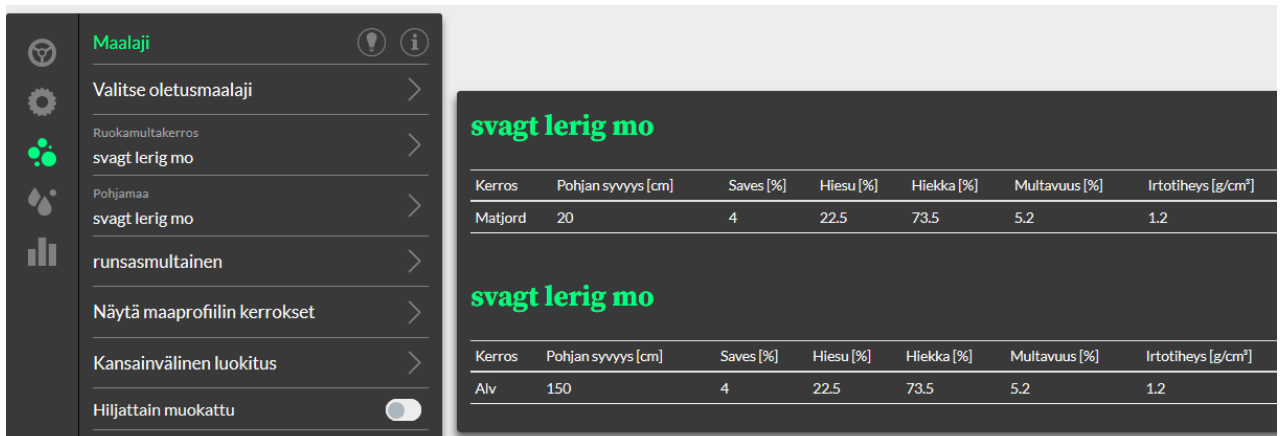 Maalaji
Valitse oletusmaalaji
Ruokamultakerros
svagt lerig mo
Pohjamaa
svagt lerig mo
runsasmultainen
Näytä maaprofiilin kerrokset
Kansainvälinen luokitus
Hiljattain muokattu
svagt lerig mo
Kerros Pohjan syvyys [cm] Saves [%] Hiesu [%] Hiekka [%] Multavuus [%] Irtotiheys [g/cm³]
Matjord 20 4 22.5 73.5 5.2 1.2
svagt lerig mo
Kerros Pohjan syvyys [cm] Saves [%] Hiesu [%] Hiekka [%] Multavuus [%] Irtotiheys [g/cm³]
Alv 150 4 22.5 73.5 5.2 1.2